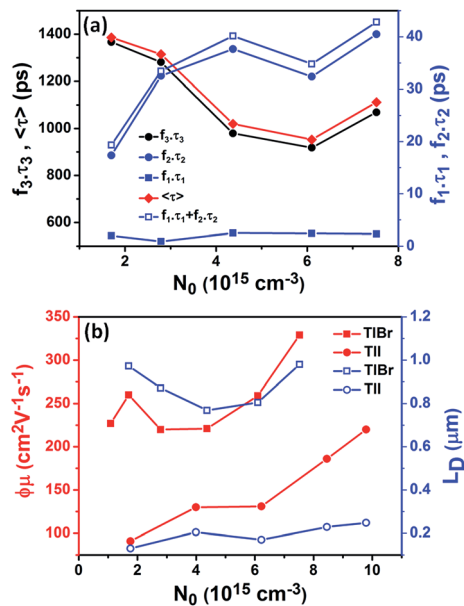 (a)
1400
1200
1000
800
600
f3.τ3 , <τ> (ps)
40
30
20
10
0
f1.τ1 , f2.τ2 (ps)
f3.τ3
f2.τ2
f1.τ1
<τ>
f1.τ1+f2.τ2
2 4 6 8
N0 (10^15 cm^-3)
(b)
350
300
250
200
150
100
ϕμ (cm^2V^-1s^-1)
1.2
1.0
0.8
0.6
0.4
0.2
LD (μm)
TlBr
TlI
TlBr
TlI
0 2 4 6 8 10
N0 (10^15 cm^-3)